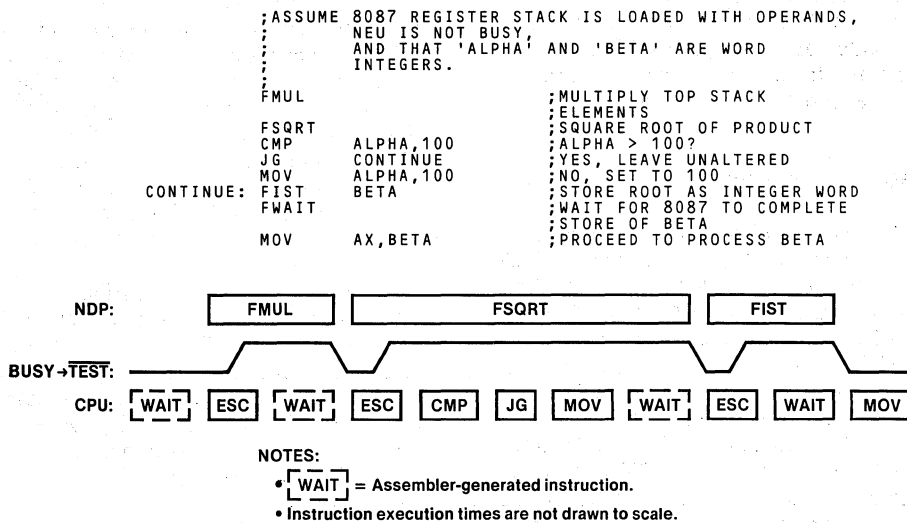 ;ASSUME 8087 REGISTER STACK IS LOADED WITH OPERANDS,
; NEU IS NOT BUSY,
; AND THAT 'ALPHA' AND 'BETA' ARE WORD
; INTEGERS.
;
FMUL ;MULTIPLY TOP STACK
;ELEMENTS
FSQRT ;SQUARE ROOT OF PRODUCT
CMP ALPHA,100 ;ALPHA > 100?
JG CONTINUE ;YES, LEAVE UNALTERED
MOV ALPHA,100 ;NO, SET TO 100
CONTINUE: FIST BETA ;STORE ROOT AS INTEGER WORD
FWAIT ;WAIT FOR 8087 TO COMPLETE
;STORE OF BETA
MOV AX,BETA ;PROCEED TO PROCESS BETA
NDP: FMUL FSQRT FIST
BUSY→TEST:
CPU: WAIT ESC WAIT ESC CMP JG MOV WAIT ESC WAIT MOV
NOTES:
• WAIT = Assembler-generated instruction.
• Instruction execution times are not drawn to scale.